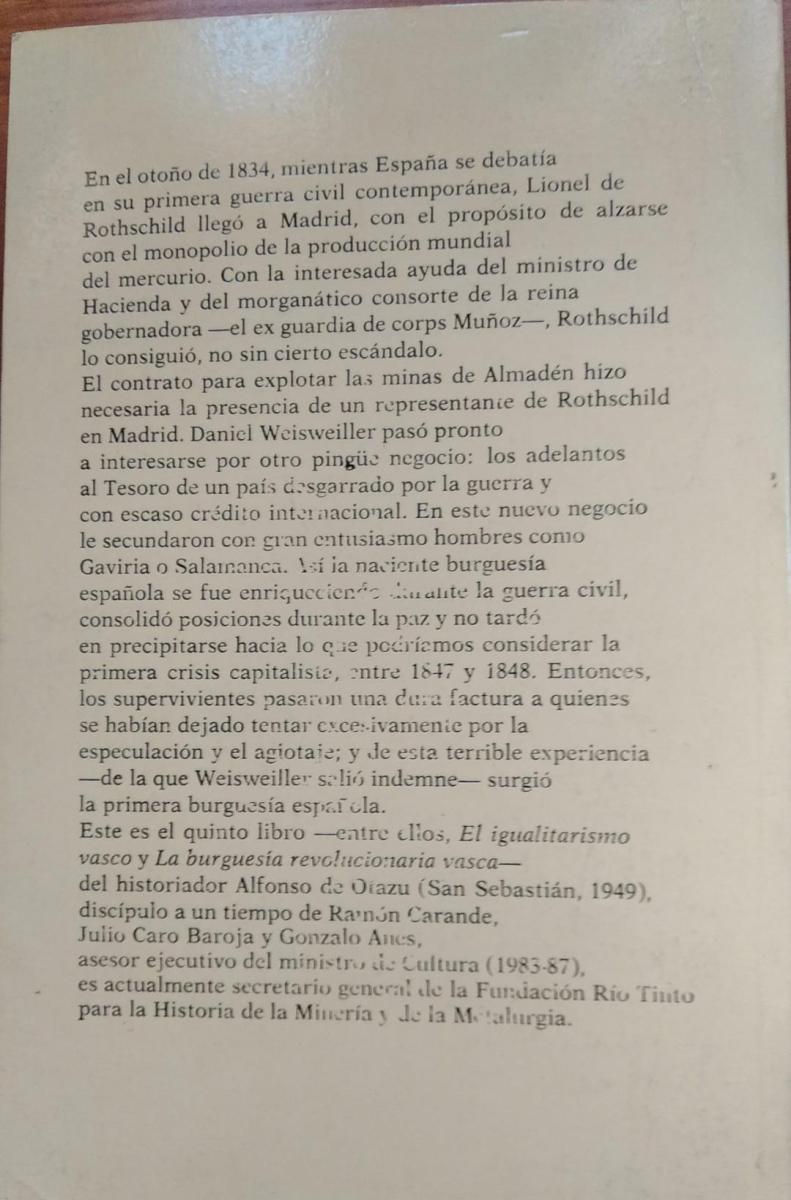 En el otoño de 1834, mientras España se debatía
en su primera guerra civil contemporánea, Lionel de
Rothschild llegó a Madrid, con el propósito de alzarse
con el monopolio de la producción mundial
del mercurio. Con la interesada ayuda del ministro de
Hacienda y del morganático consorte de la reina
gobernadora —el ex guardia de corps Muñoz—, Rothschild
lo consiguió, no sin cierto escándalo.
El contrato para explotar las minas de Almadén hizo
necesaria la presencia de un representante de Rothschild
en Madrid. Daniel Weisweiller pasó pronto
a interesarse por otro pingüe negocio: los adelantos
al Tesoro de un país desgarrado por la guerra y
con escaso crédito internacional. En este nuevo negocio
le secundaron con gran entusiasmo hombres como
Gaviria o Salamanca. Así la naciente burguesía
española se fue enriqueciendo durante la guerra civil,
consolidó posiciones durante la paz y no tardó
en precipitarse hacia lo que podríamos considerar la
primera crisis capitalista, entre 1847 y 1848. Entonces,
los supervivientes pasaron una dura factura a quienes
se habían dejado tentar excesivamente por la
especulación y el agiotaje; y de esta terrible experiencia
—de la que Weisweiller salió indemne— surgió
la primera burguesía española.
Este es el quinto libro —entre ellos, El igualitarismo
vasco y La burguesía revolucionaria vasca—
del historiador Alfonso de Otazu (San Sebastián, 1949),
discípulo a un tiempo de Ramón Carande,
Julio Caro Baroja y Gonzalo Anes,
asesor ejecutivo del ministro de Cultura (1983-87),
es actualmente secretario general de la Fundación Río Tinto
para la Historia de la Minería y de la Metalurgia.